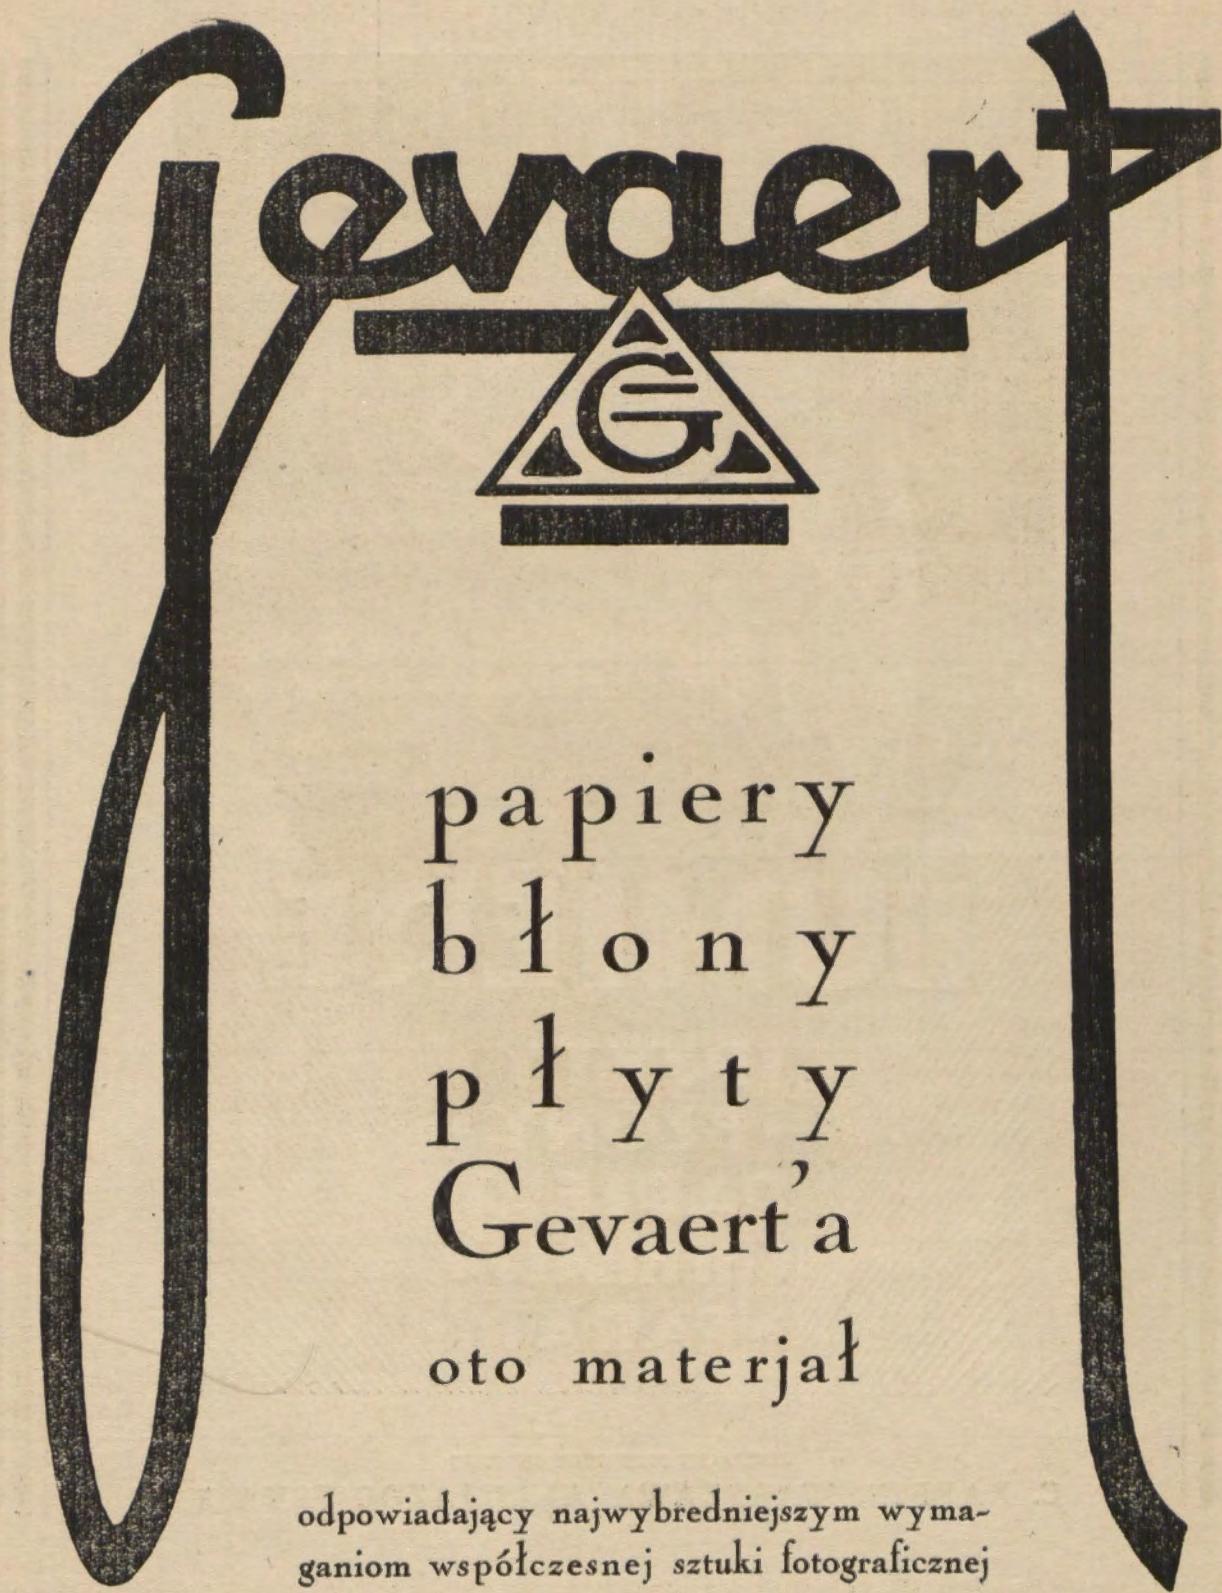 Gevaert
G
papiery
błony
płyty
Gevaert'a
oto materjał
odpowiadający najwybredniejszym wyma-
ganiom współczesnej sztuki fotograficznej